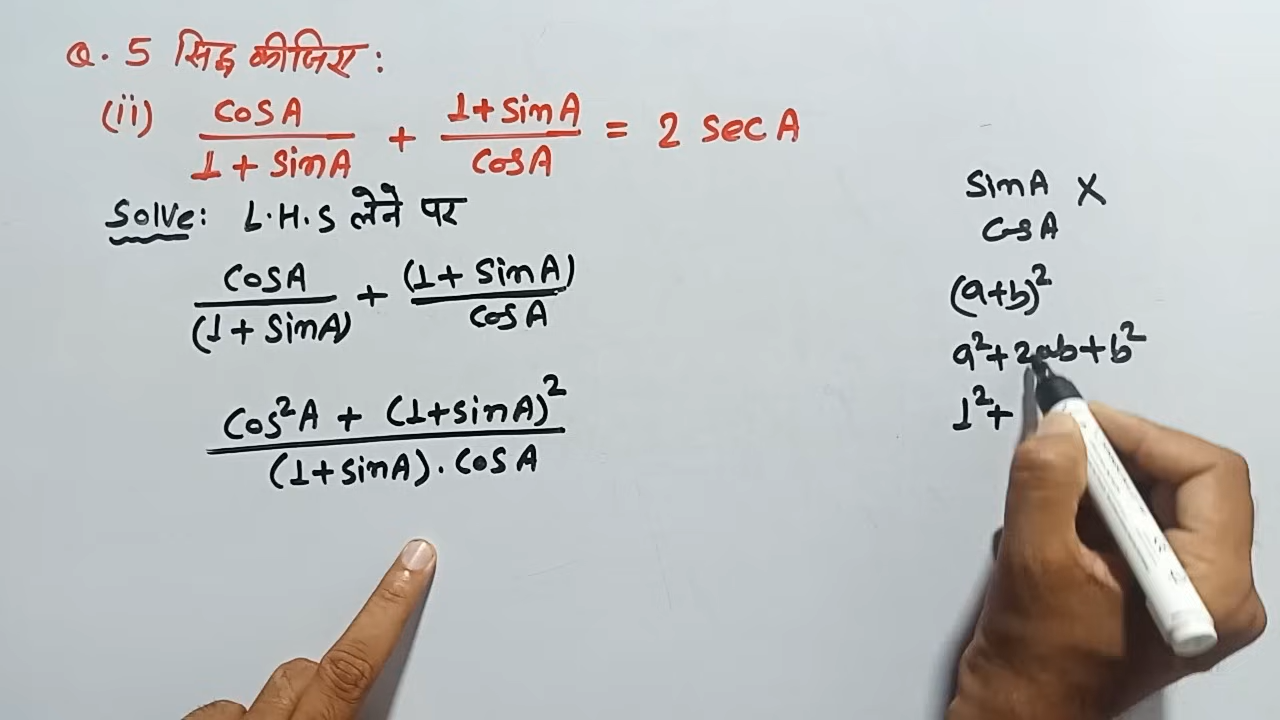 Q. 5 सिद्ध कीजिए :
(ii) cosA / 1 + sinA + 1 + sinA / cosA = 2 secA
Solve : L.H.S लेने पर
cosA / (1 + sinA) + (1 + sinA) / cosA
cos²A + (1+sinA)² / (1+sinA) . cosA
sinA ×
cosA
(a+b)²
a²+2ab+b²
1²+